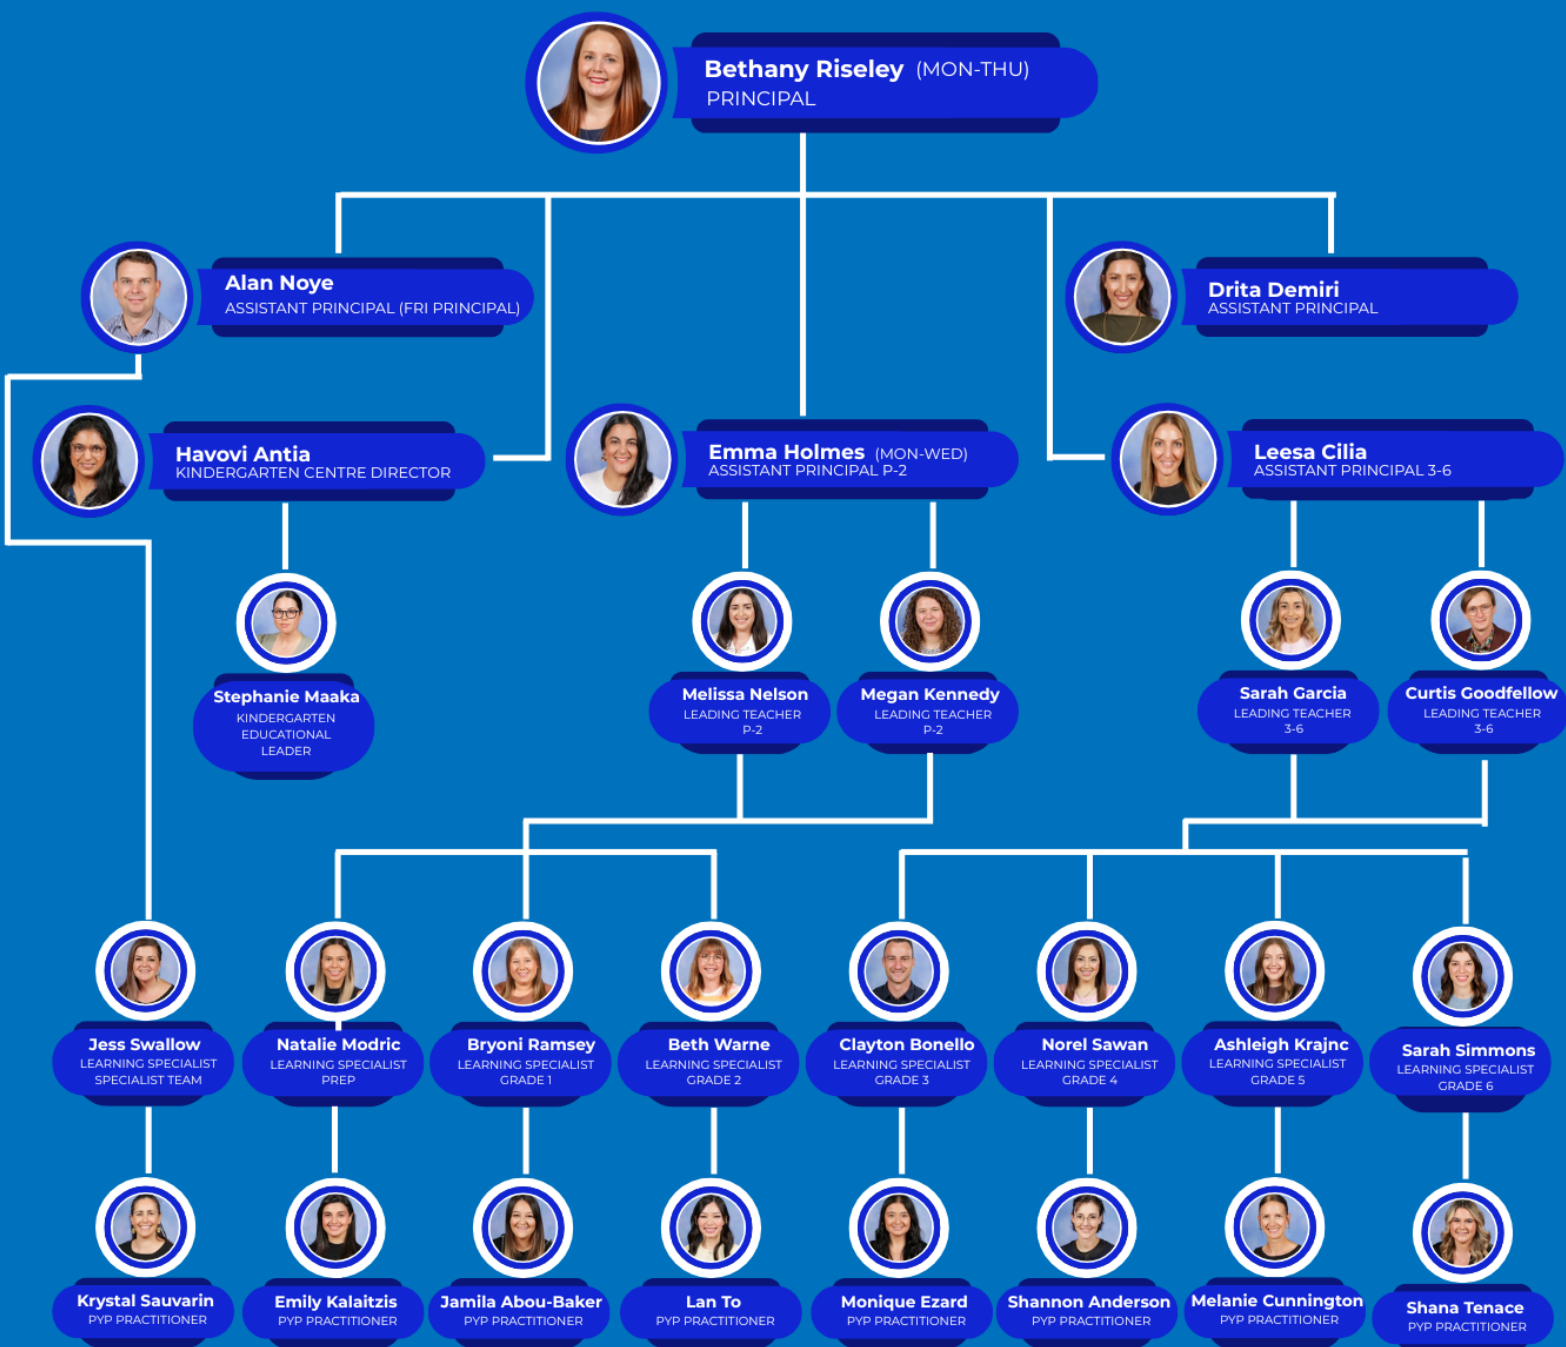 Bethany Riseley (MON-THU)
PRINCIPAL
Alan Noye
ASSISTANT PRINCIPAL (FRI PRINCIPAL)
Drita Demiri
ASSISTANT PRINCIPAL
Havovi Antia
KINDERGARTEN CENTRE DIRECTOR
Emma Holmes (MON-WED)
ASSISTANT PRINCIPAL P-2
Leesa Cilia
ASSISTANT PRINCIPAL 3-6
Stephanie Maaka
KINDERGARTEN
EDUCATIONAL
LEADER
Melissa Nelson
LEADING TEACHER
P-2
Megan Kennedy
LEADING TEACHER
P-2
Sarah Garcia
LEADING TEACHER
3-6
Curtis Goodfellow
LEADING TEACHER
3-6
Jess Swallow
LEARNING SPECIALIST
SPECIALIST TEAM
Natalie Modric
LEARNING SPECIALIST
PREP
Bryoni Ramsey
LEARNING SPECIALIST
GRADE 1
Beth Warne
LEARNING SPECIALIST
GRADE 2
Clayton Bonello
LEARNING SPECIALIST
GRADE 3
Norel Sawan
LEARNING SPECIALIST
GRADE 4
Ashleigh Krajnc
LEARNING SPECIALIST
GRADE 5
Sarah Simmons
LEARNING SPECIALIST
GRADE 6
Krystal Sauvarin
PYP PRACTITIONER
Emily Kalaitzis
PYP PRACTITIONER
Jamila Abou-Baker
PYP PRACTITIONER
Lan To
PYP PRACTITIONER
Monique Ezard
PYP PRACTITIONER
Shannon Anderson
PYP PRACTITIONER
Melanie Cunnington
PYP PRACTITIONER
Shana Tenace
PYP PRACTITIONER